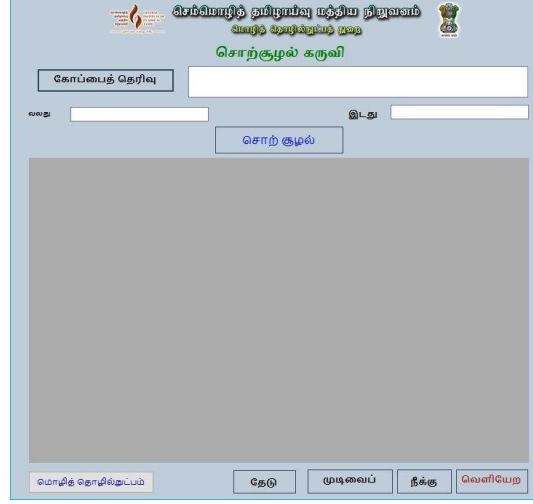 செம்மொழித் தமிழாய்வு மத்திய நிறுவனம்
மொழித் தொழில்நுட்பத் துறை
சொற்சூழல் கருவி
கோப்பைத் தெரிவு
வலது
இடது
சொற் சூழல்
மொழித் தொழில்நுட்பம்
தேடு
முடிவைப்
நீக்கு
வெளியேற